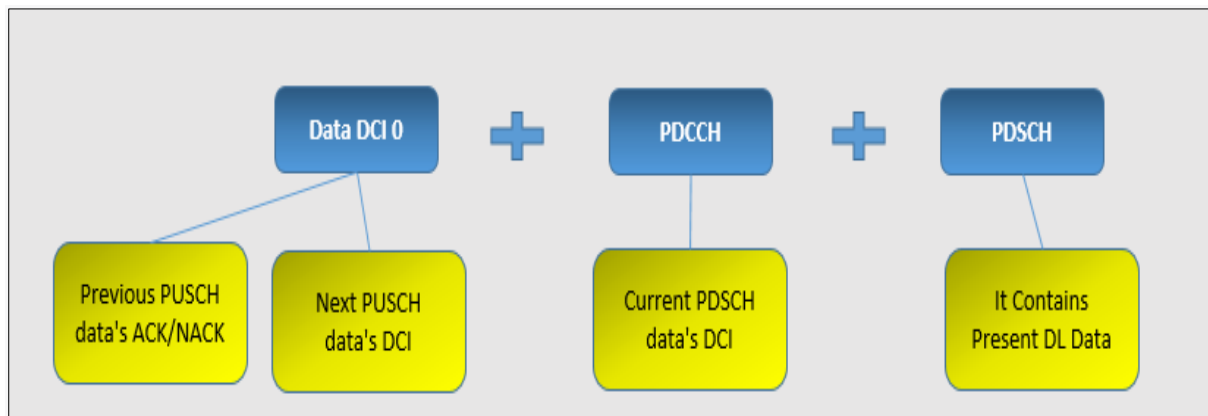 Data DCI 0
PDCCH
PDSCH
Previous PUSCH
data's ACK/NACK
Next PUSCH
data's DCI
Current PDSCH
data's DCI
It Contains
Present DL Data